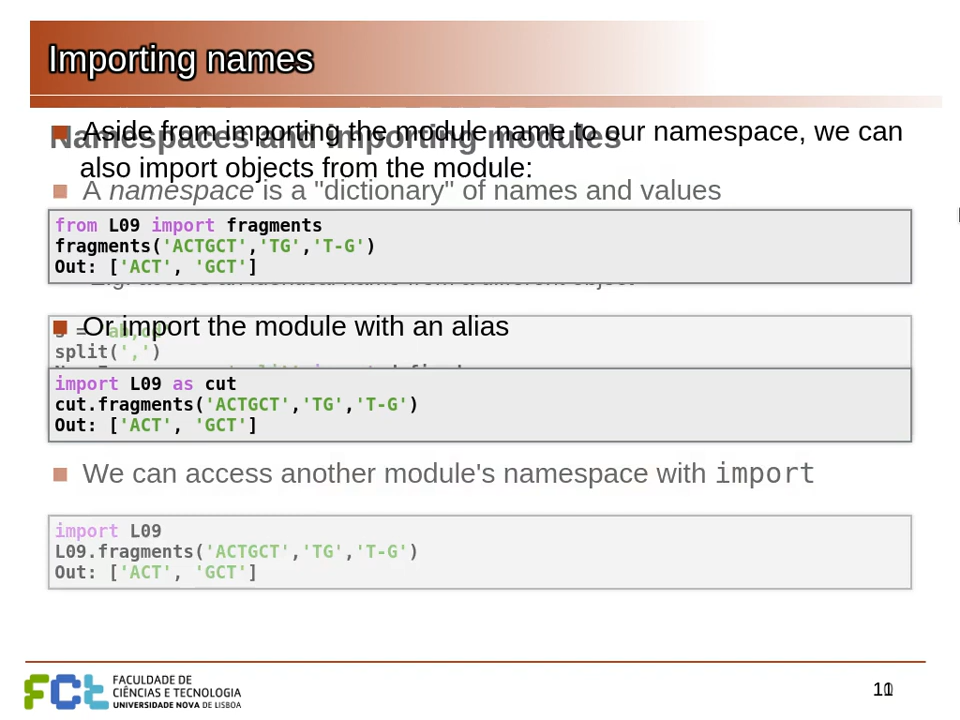 Importing names
Aside from importing the module name to our namespace, we can
Namespaces and importing modules
also import objects from the module:
A namespace is a "dictionary" of names and values
from L09 import fragments
fragments('ACTGCT','TG','T-G')
Out: ['ACT', 'GCT']
Or import the module with an alias
split(',')
import L09 as cut
cut.fragments('ACTGCT','TG','T-G')
Out: ['ACT', 'GCT']
We can access another module's namespace with import
import L09
L09.fragments('ACTGCT','TG','T-G')
Out: ['ACT', 'GCT']
FCt
FACULDADE DE
CIÊNCIAS E TECNOLOGIA
UNIVERSIDADE NOVA DE LISBOA